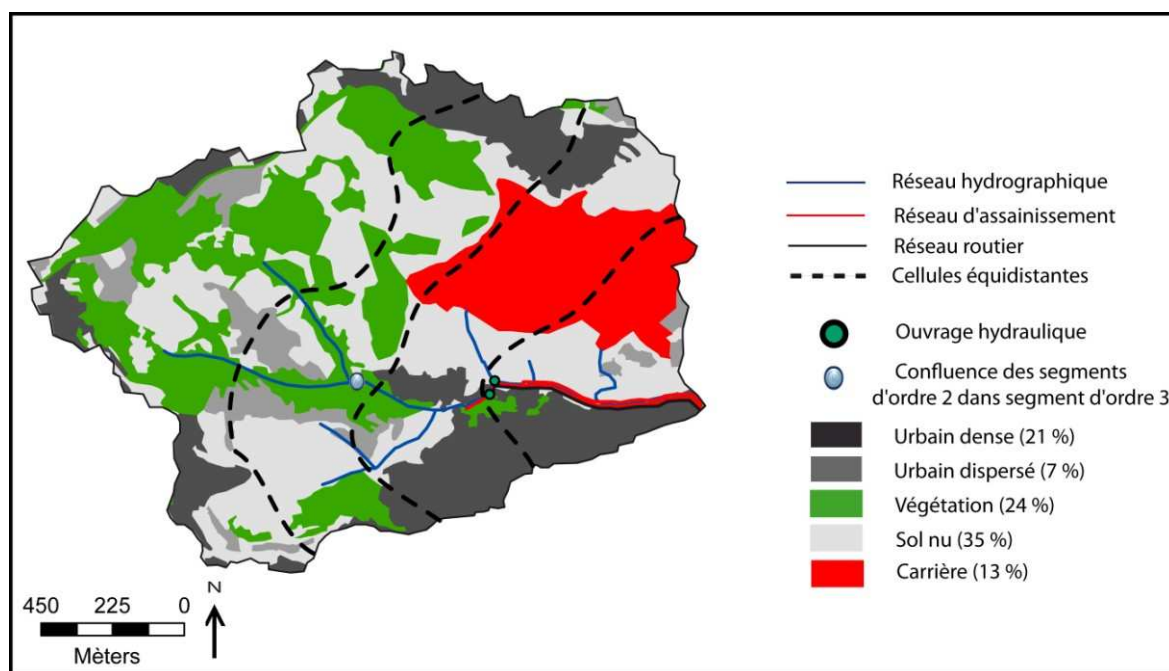 Réseau hydrographique
Réseau d'assainissement
Réseau routier
Cellules équidistantes
Ouvrage hydraulique
Confluence des segments
d'ordre 2 dans segment d'ordre 3
Urbain dense (21 %)
Urbain dispersé (7 %)
Végétation (24 %)
Sol nu (35 %)
Carrière (13 %)
450 225 0
Mèters
N